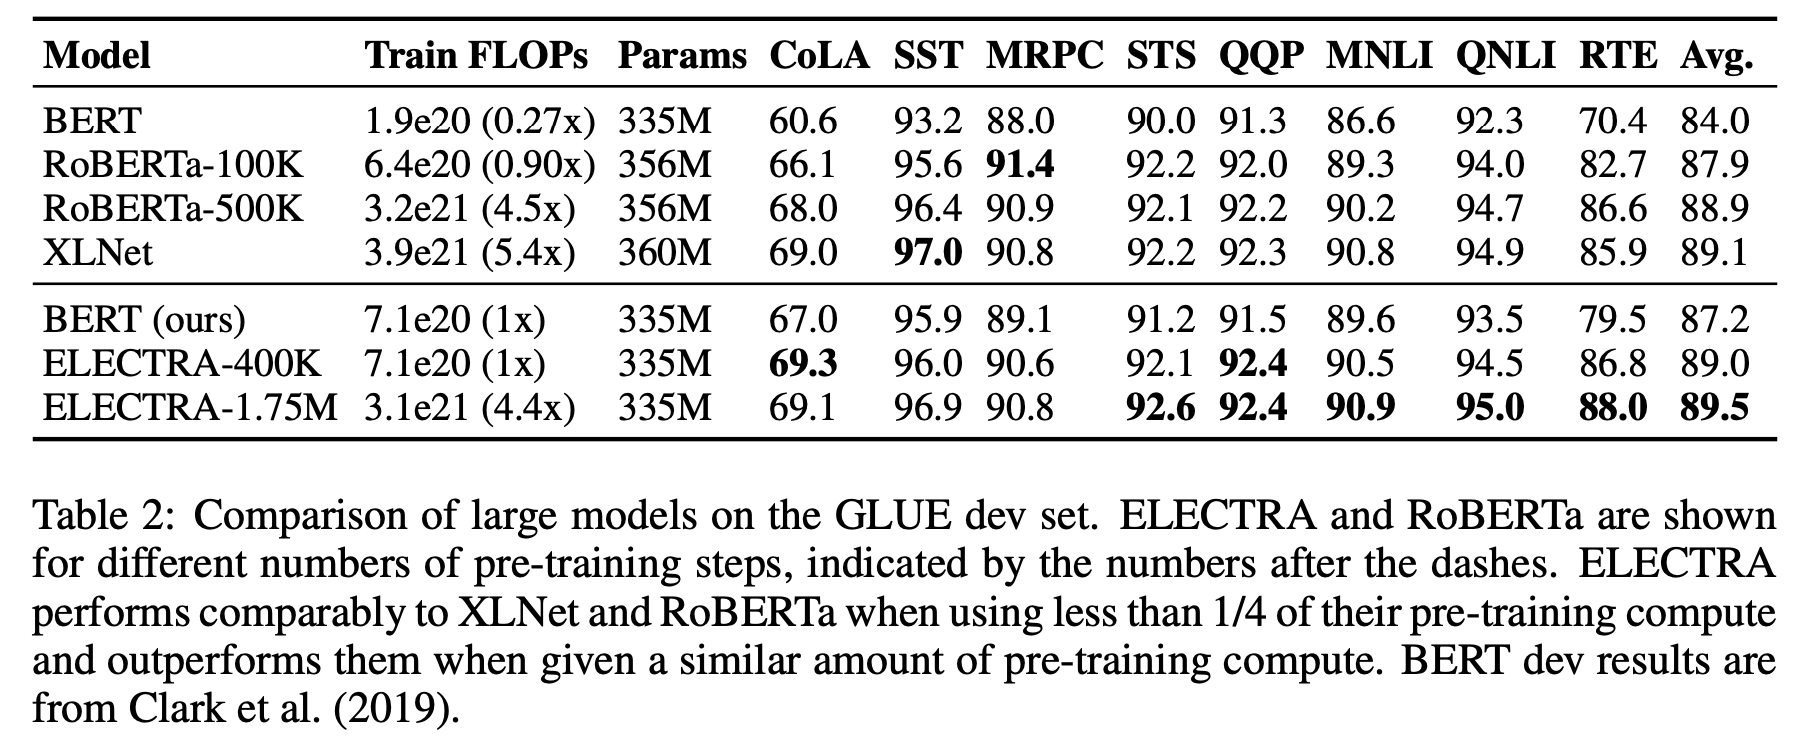 Model Train FLOPs Params CoLA SST MRPC STS QQP MNLI QNLI RTE Avg.
BERT 1.9e20 (0.27x) 335M 60.6 93.2 88.0 90.0 91.3 86.6 92.3 70.4 84.0
RoBERTa-100K 6.4e20 (0.90x) 356M 66.1 95.6 91.4 92.2 92.0 89.3 94.0 82.7 87.9
RoBERTa-500K 3.2e21 (4.5x) 356M 68.0 96.4 90.9 92.1 92.2 90.2 94.7 86.6 88.9
XLNet 3.9e21 (5.4x) 360M 69.0 97.0 90.8 92.2 92.3 90.8 94.9 85.9 89.1
BERT (ours) 7.1e20 (1x) 335M 67.0 95.9 89.1 91.2 91.5 89.6 93.5 79.5 87.2
ELECTRA-400K 7.1e20 (1x) 335M 69.3 96.0 90.6 92.1 92.4 90.5 94.5 86.8 89.0
ELECTRA-1.75M 3.1e21 (4.4x) 335M 69.1 96.9 90.8 92.6 92.4 90.9 95.0 88.0 89.5
Table 2: Comparison of large models on the GLUE dev set. ELECTRA and RoBERTa are shown
for different numbers of pre-training steps, indicated by the numbers after the dashes. ELECTRA
performs comparably to XLNet and RoBERTa when using less than 1/4 of their pre-training compute
and outperforms them when given a similar amount of pre-training compute. BERT dev results are
from Clark et al. (2019).